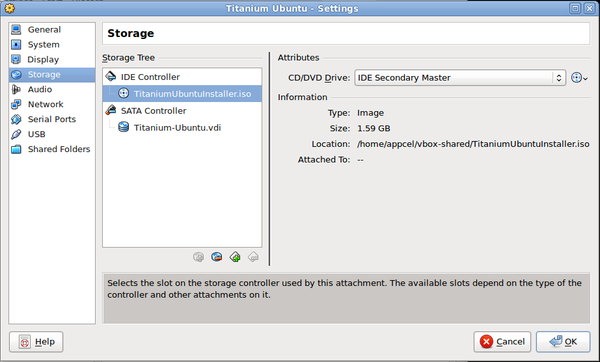 Titanium Ubuntu - Settings
General
System
Display
Storage
Audio
Network
Serial Ports
USB
Shared Folders
Storage
Storage Tree
IDE Controller
TitaniumUbuntuInstaller.iso
SATA Controller
Titanium-Ubuntu.vdi
Attributes
CD/DVD Drive: IDE Secondary Master
Information
Type: Image
Size: 1.59 GB
Location: /home/appcel/vbox-shared/TitaniumUbuntuInstaller.iso
Attached To: --
Selects the slot on the storage controller used by this attachment. The available slots depend on the type of the
controller and other attachments on it.
Help
Cancel
OK